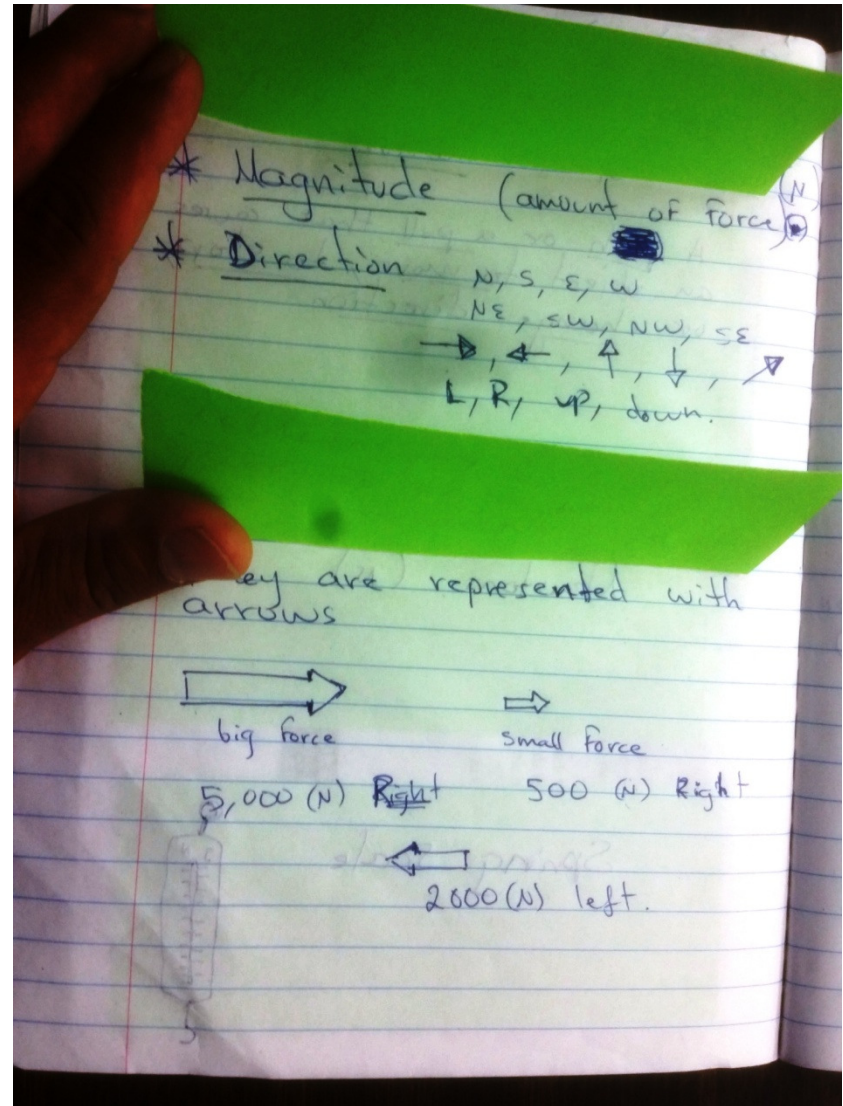 * Magnitude (amount of force) (N)
* Direction
N, S, E, W
NE, SW, NW, SE
→, ←, ↑, ↓, ↗
L, R, up, down.
ey are represented with
arrows
big force
small force
5,000 (N) Right
500 (N) Right
2000 (N) left.